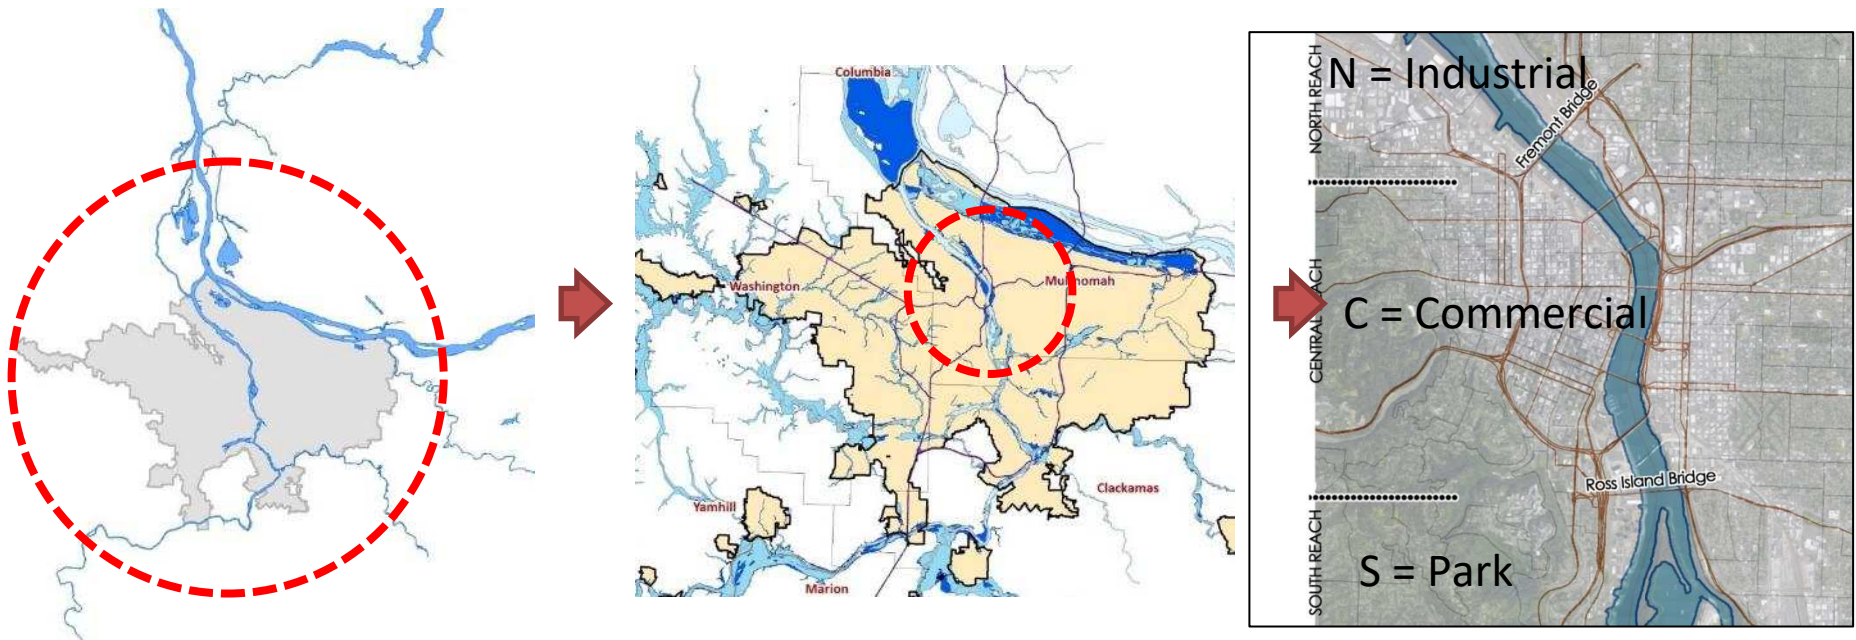 Columbia
Washington
Multnomah
Clackamas
Yamhill
Marion
NORTH REACH
N = Industrial
Fremont Bridge
CENTRAL REACH
C = Commercial
Ross Island Bridge
SOUTH REACH
S = Park